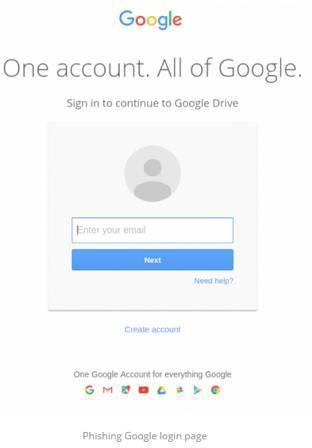 Google
One account. All of Google.
Sign in to continue to Google Drive
Enter your email
Next
Need help?
Create account
One Google Account for everything Google
Phishing Google login page